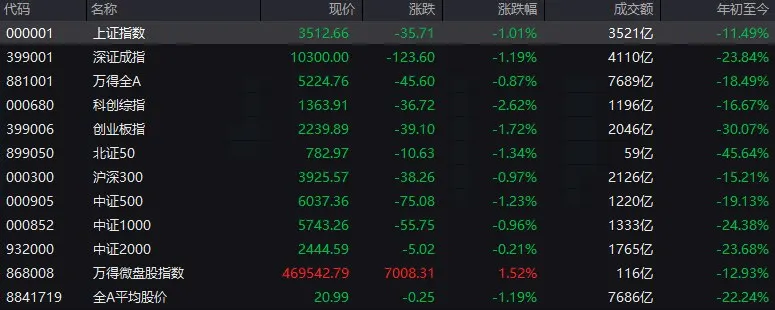 代码 名称 现价 涨跌 涨跌幅 成交额 年初至今
000001 上证指数 3512.66 -35.71 -1.01% 3521亿 -11.49%
399001 深证成指 10300.00 -123.60 -1.19% 4110亿 -23.84%
881001 万得全A 5224.76 -45.60 -0.87% 7689亿 -18.49%
000680 科创综指 1363.91 -36.72 -2.62% 1196亿 -16.67%
399006 创业板指 2239.89 -39.10 -1.72% 2046亿 -30.07%
899050 北证50 782.97 -10.63 -1.34% 59亿 -45.64%
000300 沪深300 3925.57 -38.26 -0.97% 2126亿 -15.21%
000905 中证500 6037.36 -75.08 -1.23% 1220亿 -19.13%
000852 中证1000 5743.26 -55.75 -0.96% 1333亿 -24.38%
932000 中证2000 2444.59 -5.02 -0.21% 1765亿 -23.68%
868008 万得微盘股指数 469542.79 7008.31 1.52% 116亿 -12.93%
8841719 全A平均股价 20.99 -0.25 -1.19% 7686亿 -22.24%